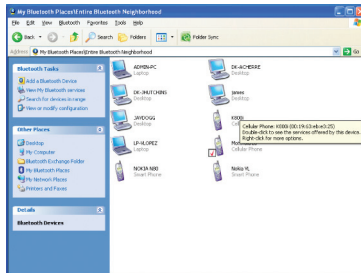 My Bluetooth Places\Entire Bluetooth Neighborhood
File Edit View Bluetooth Favorites Tools Help
Back Search Folders Folder Sync
Address My Bluetooth Places\Entire Bluetooth Neighborhood Go
Bluetooth Tasks
Add a Bluetooth Device
View My Bluetooth services
Search for devices in range
View or modify configuration
Other Places
Desktop
My Computer
Bluetooth Exchange Folder
My Bluetooth Places
My Network Places
Printers and Faxes
Details
Bluetooth Devices
ADMIN-PC
Laptop
DK-ACHERRE
Desktop
DK-JHUTCHINS
Desktop
james
Desktop
JAYDOGG
Desktop
K800i
LP-VLOPEZ
Laptop
Cellular Phone
NOKIA N80
Smart Phone
Nokia VL
Smart Phone
Double-click to see the services offered by this device.
Right-click for more options.